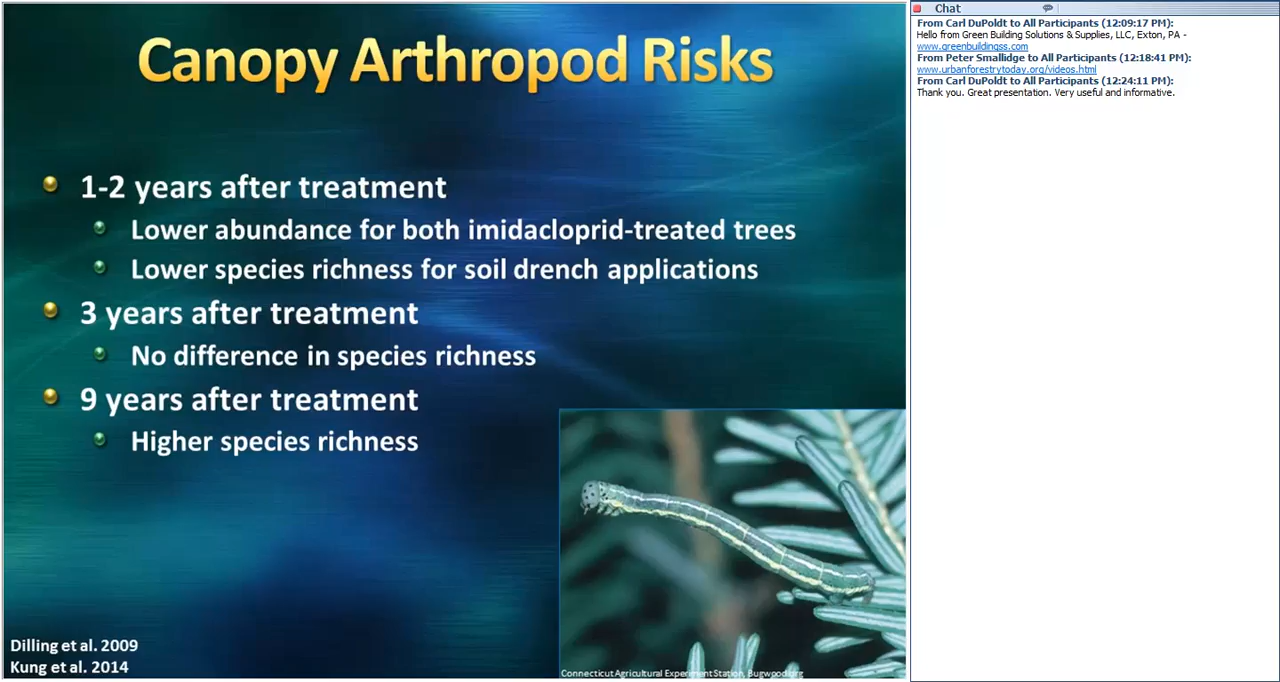 Canopy Arthropod Risks
1-2 years after treatment
Lower abundance for both imidacloprid-treated trees
Lower species richness for soil drench applications
3 years after treatment
No difference in species richness
9 years after treatment
Higher species richness
Dilling et al. 2009
Kung et al. 2014
Connecticut Agricultural Experiment Station, Bugwood.org
Chat
From Carl DuPoldt to All Participants (12:09:17 PM):
Hello from Green Building Solutions & Supplies, LLC, Exton, PA -
www.greenbuildingss.com
From Peter Smallidge to All Participants (12:18:41 PM):
www.urbanforestrytoday.org/videos.html
From Carl DuPoldt to All Participants (12:24:11 PM):
Thank you. Great presentation. Very useful and informative.